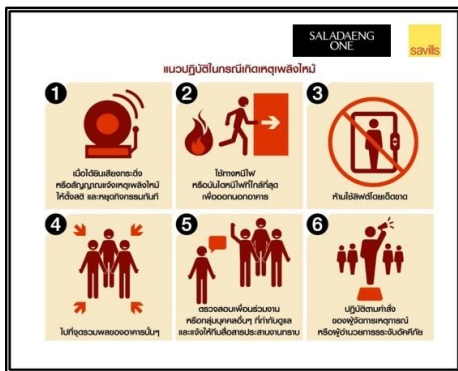 SALADAENG
ONE
savills
แนวปฏิบัติในกรณีเกิดเหตุเพลิงไหม้
1
เมื่อได้ยินเสียงกระดิ่ง
หรือสัญญาณแจ้งเหตุเพลิงไหม้
ให้ตั้งสติ และหยุดกิจกรรมทันที
2
ใช้ทางหนีไฟ
หรือบันไดหนีไฟที่ใกล้ที่สุด
เพื่อออกนอกอาคาร
3
ห้ามใช้ลิฟต์โดยเด็ดขาด
4
ไปที่จุดรวมพลของอาคารนั้นๆ
5
ตรวจสอบเพื่อนร่วมงาน
หรือกลุ่มบุคคลอื่นๆ ที่กำกับดูแล
และแจ้งให้ทีมสื่อสารประสานงานทราบ
6
ปฏิบัติตามคำสั่ง
ของผู้จัดการเหตุการณ์
หรือผู้อำนวยการระงับอัคคีภัย